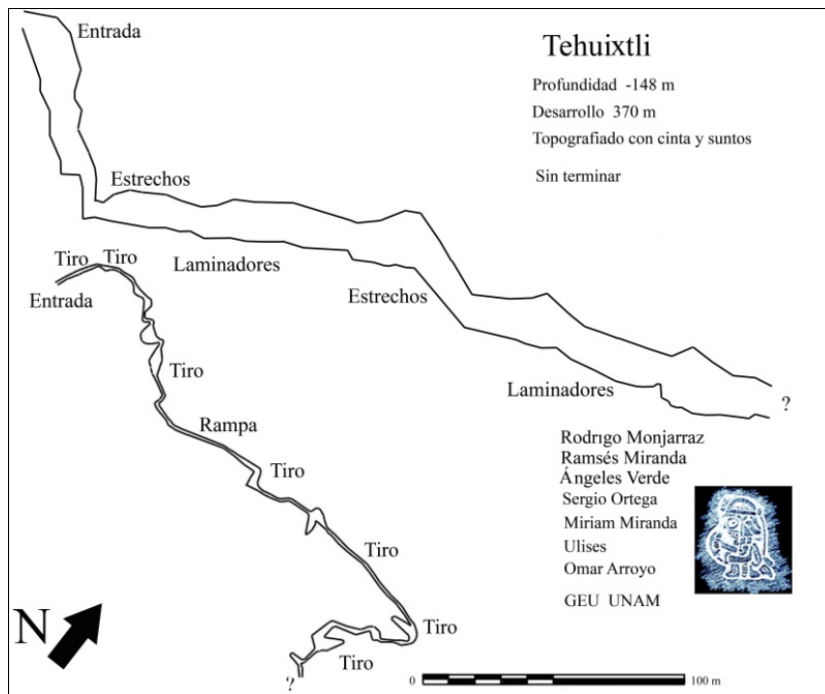 Tehuixtli
Profundidad -148 m
Desarrollo 370 m
Topografiado con cinta y suntos
Sin terminar
Entrada
Estrechos
Laminadores
Estrechos
Laminadores
?
Tiro Tiro
Entrada
Tiro
Rampa
Tiro
Tiro
Tiro
Tiro
?
Rodrigo Monjarraz
Ramsés Miranda
Ángeles Verde
Sergio Ortega
Miriam Miranda
Ulises
Omar Arroyo
GEU UNAM
N
0 100 m